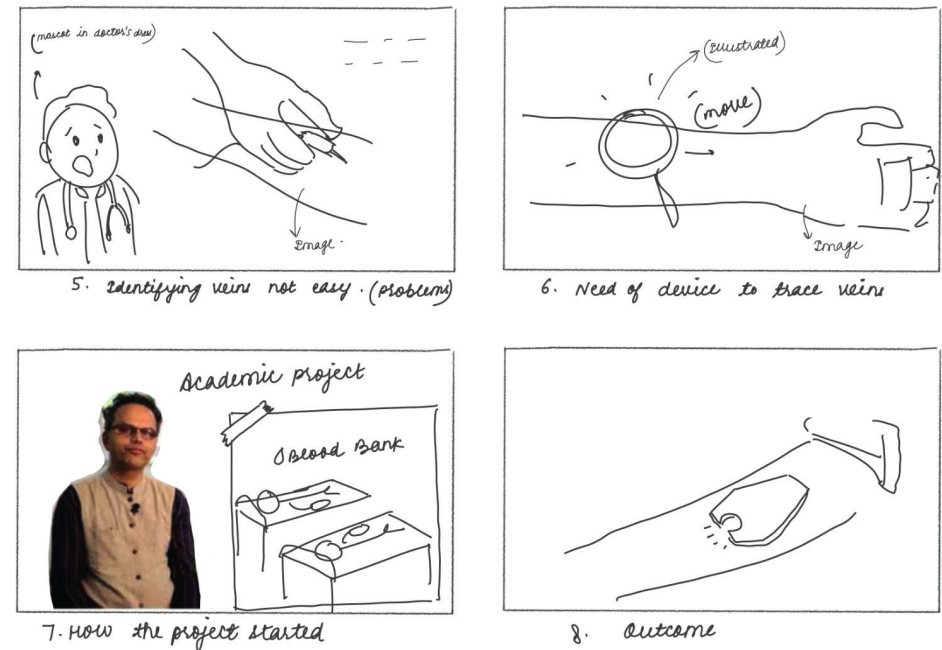 (mascot in doctor's dress)
Image.
5. Identifying veins not easy. (problems)
(Illustrated)
(move)
Image
6. Need of device to trace veins
Academic project
Blood Bank
7. How the project started
8. Outcome